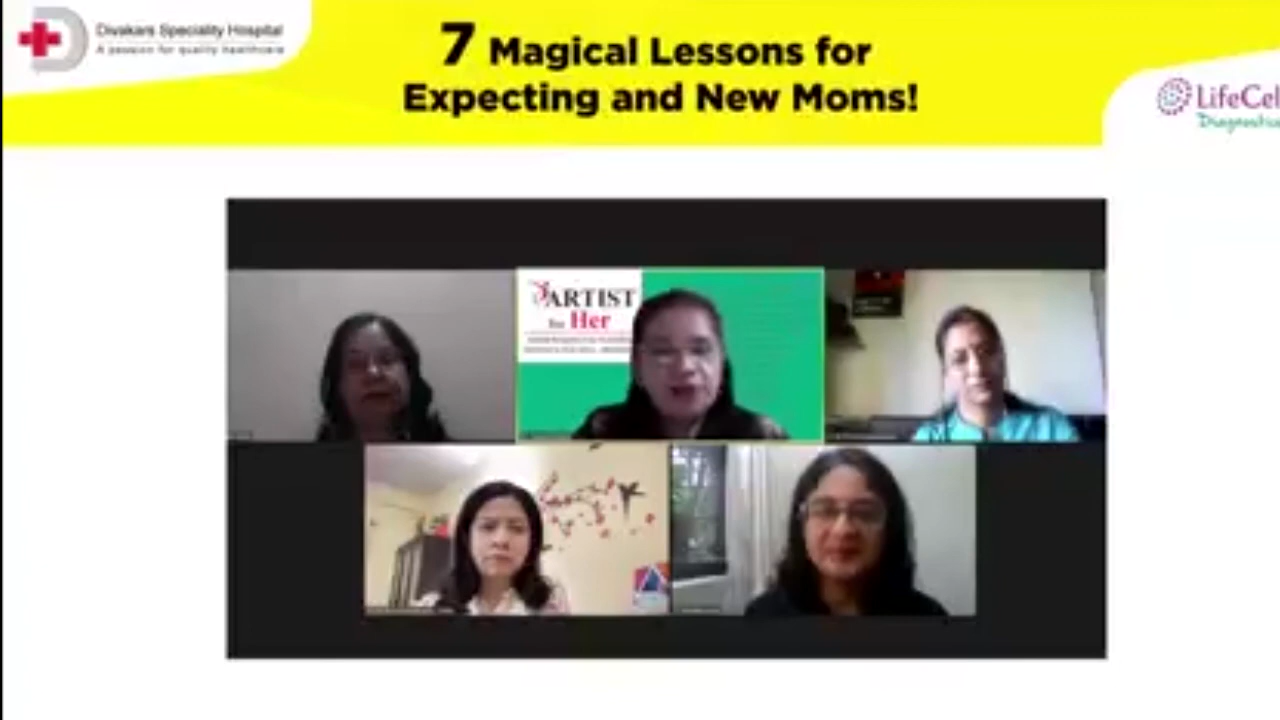 Divakars Speciality Hospital
A passion for quality healthcare
7 Magical Lessons for
Expecting and New Moms!
LifeCel
Diagnostic
ARTIST
for Her